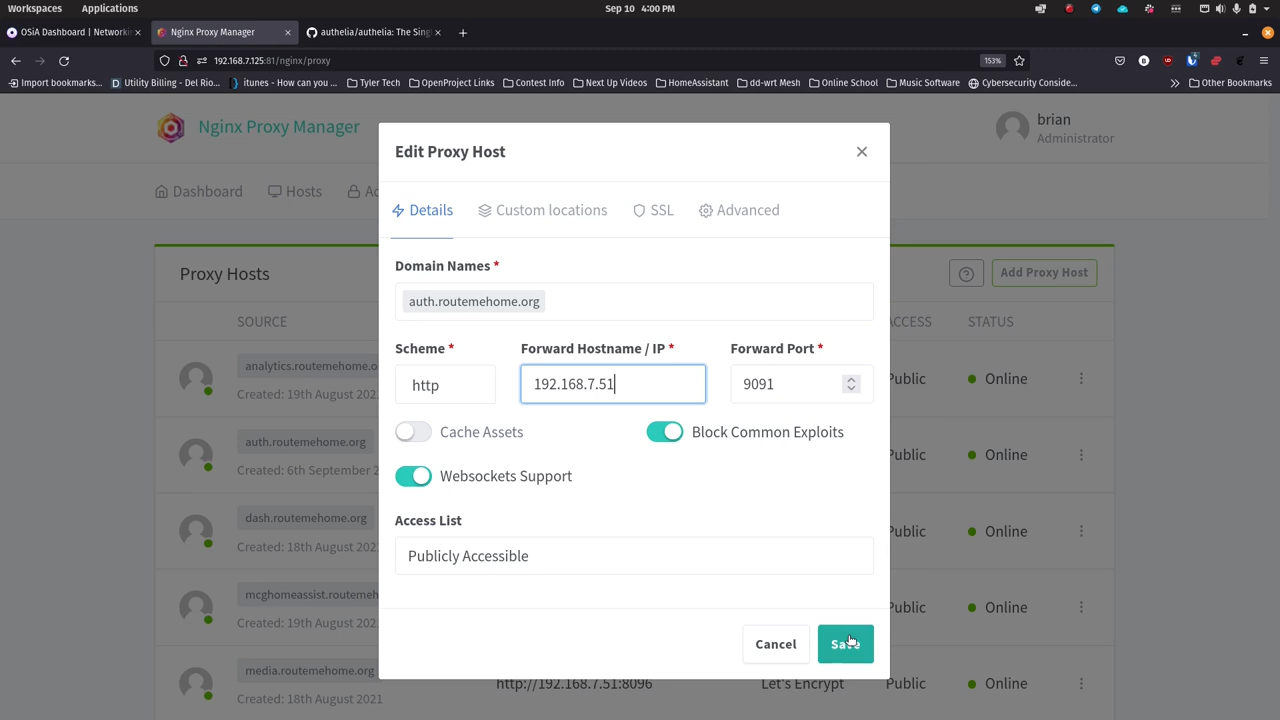 Workspaces Applications Sep 10 4:00 PM
OSiA Dashboard | Networki Nginx Proxy Manager authelia/authelia: The Sing
192.168.7.125:81/nginx/proxy 153%
Import bookmarks... Utility Billing - Del Rio... itunes - How can you ... Tyler Tech OpenProject Links Contest Info Next Up Videos HomeAssistant dd-wrt Mesh Online School Music Software Cybersecurity Conside... Other Bookmarks
Nginx Proxy Manager
brian
Administrator
Dashboard Hosts Ac
Proxy Hosts
Add Proxy Host
SOURCE CCESS STATUS
analytics.routemehome.o
Created: 19th August 202 Public Online
auth.routemehome.org
Created: 6th September 2 Public Online
dash.routemehome.org
Created: 18th August 202 Public Online
mcghomeassist.routemeh
Created: 19th August 202 Public Online
media.routemehome.org
Created: 18th August 2021 http://192.168.7.51:8096 Let's Encrypt Public Online
Edit Proxy Host
Details Custom locations SSL Advanced
Domain Names *
auth.routemehome.org
Scheme * Forward Hostname / IP * Forward Port *
http 192.168.7.51 9091
Cache Assets Block Common Exploits
Websockets Support
Access List
Publicly Accessible
Cancel Save